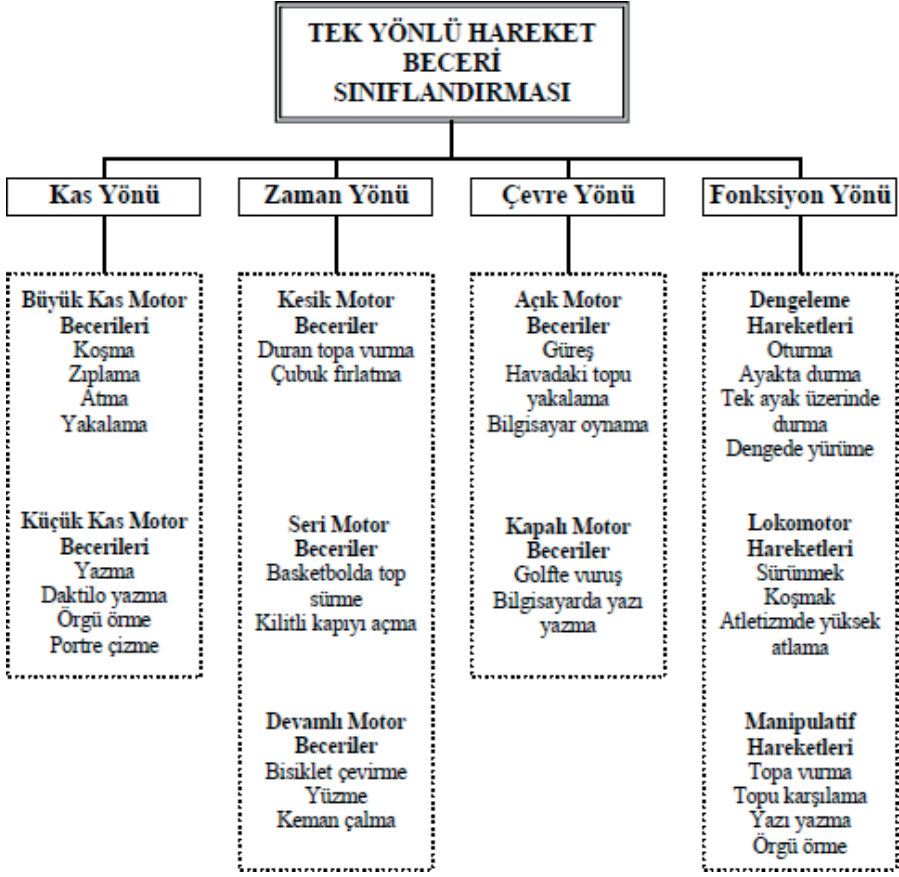 TEK YÖNLÜ HAREKET
BECERİ
SINIFLANDIRMASI
Kas Yönü
Zaman Yönü
Çevre Yönü
Fonksiyon Yönü
Büyük Kas Motor
Becerileri
Koşma
Zıplama
Atma
Yakalama
Küçük Kas Motor
Becerileri
Yazma
Daktilo yazma
Örgü örme
Portre çizme
Kesik Motor
Beceriler
Duran topa vurma
Çubuk fırlatma
Seri Motor
Beceriler
Basketbolda top
sürme
Kilitli kapıyı açma
Devamlı Motor
Beceriler
Bisiklet çevirme
Yüzme
Keman çalma
Açık Motor
Beceriler
Güreş
Havadaki topu
yakalama
Bilgisayar oynama
Kapalı Motor
Beceriler
Golfte vuruş
Bilgisayarda yazı
yazma
Dengeleme
Hareketleri
Oturma
Ayakta durma
Tek ayak üzerinde
durma
Dengede yürüme
Lokomotor
Hareketleri
Sürünmek
Koşmak
Atletizmde yüksek
atlama
Manipulatif
Hareketleri
Topa vurma
Topu karşılama
Yazı yazma
Örgü örme